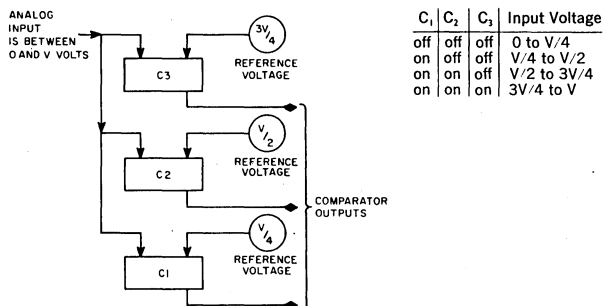 ANALOG
INPUT
IS BETWEEN
O AND V VOLTS
3V/4
REFERENCE
VOLTAGE
C3
V/2
REFERENCE
VOLTAGE
C2
COMPARATOR
OUTPUTS
V/4
REFERENCE
VOLTAGE
C1
C₁ | C₂ | C₃ | Input Voltage
off | off | off | 0 to V/4
on | off | off | V/4 to V/2
on | on | off | V/2 to 3V/4
on | on | on | 3V/4 to V